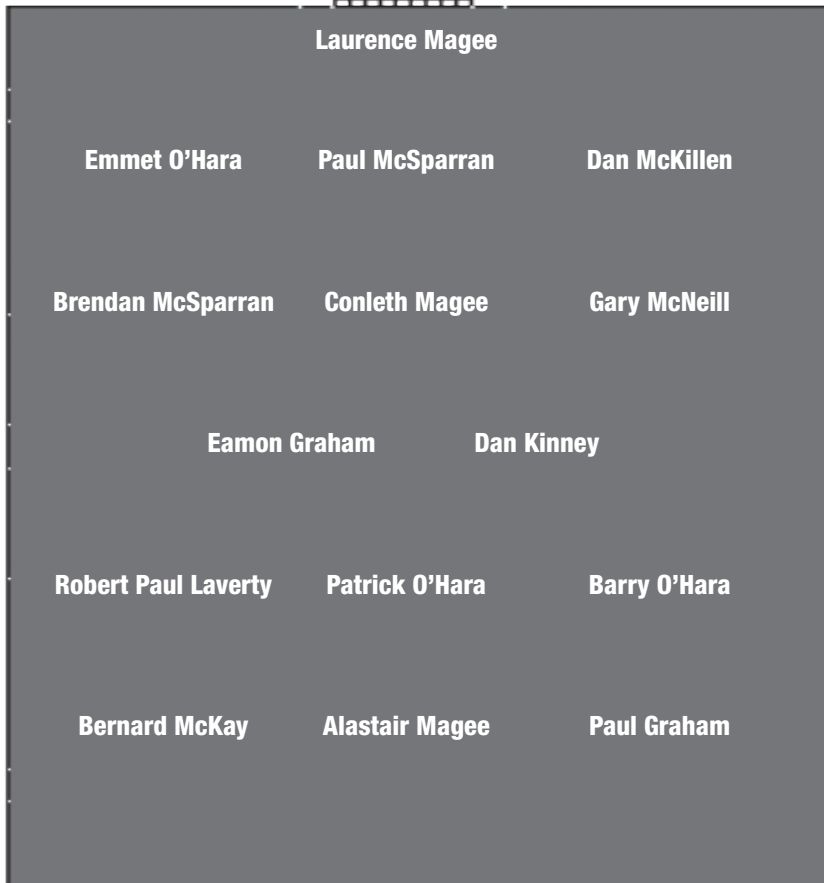 Laurence Magee
Emmet O’Hara Paul McSparran Dan McKillen
Brendan McSparran Conleth Magee Gary McNeill
Eamon Graham Dan Kinney
Robert Paul Laverty Patrick O’Hara Barry O’Hara
Bernard McKay Alastair Magee Paul Graham